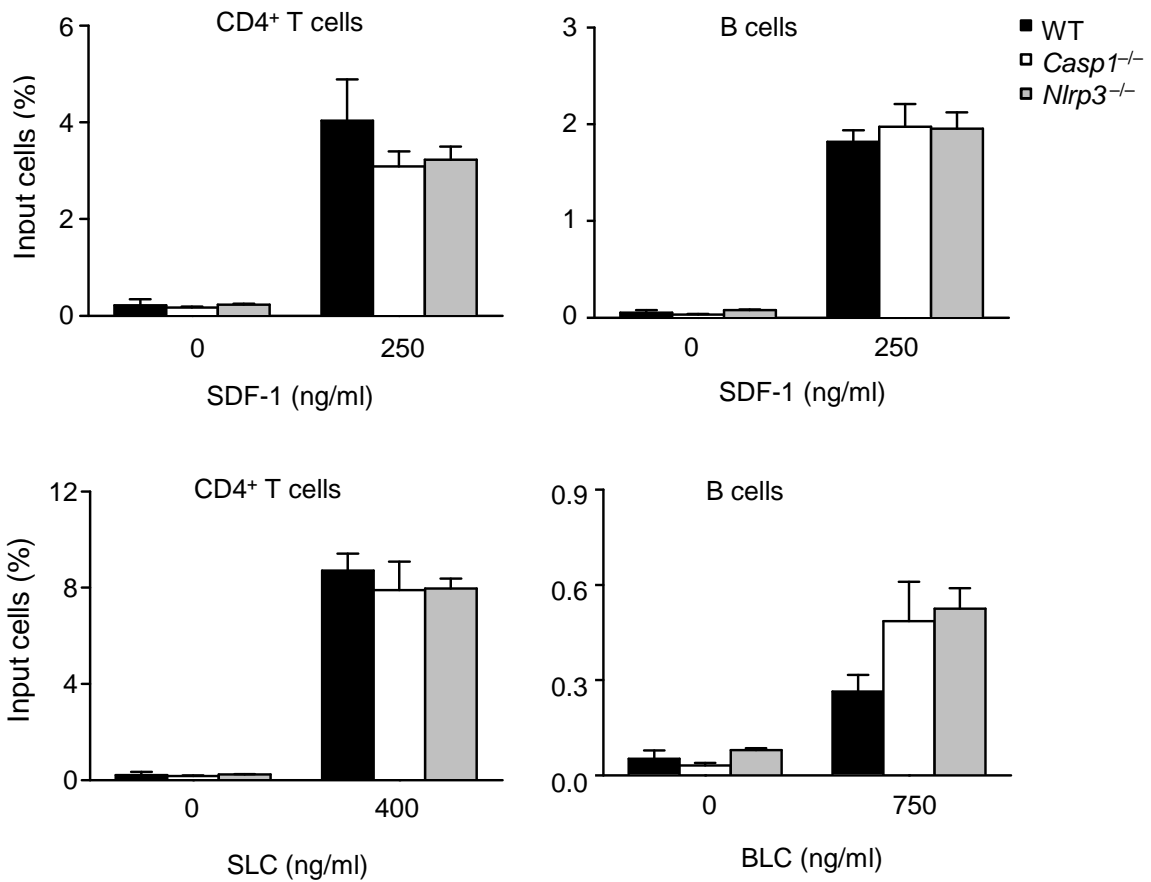 CD4+ T cells
Input cells (%)
6
4
2
0
0 250
SDF-1 (ng/ml)
B cells
3
2
1
0
0 250
SDF-1 (ng/ml)
WT
Casp1–/–
Nlrp3–/–
CD4+ T cells
Input cells (%)
12
8
4
0
0 400
SLC (ng/ml)
B cells
0.9
0.6
0.3
0.0
0 750
BLC (ng/ml)